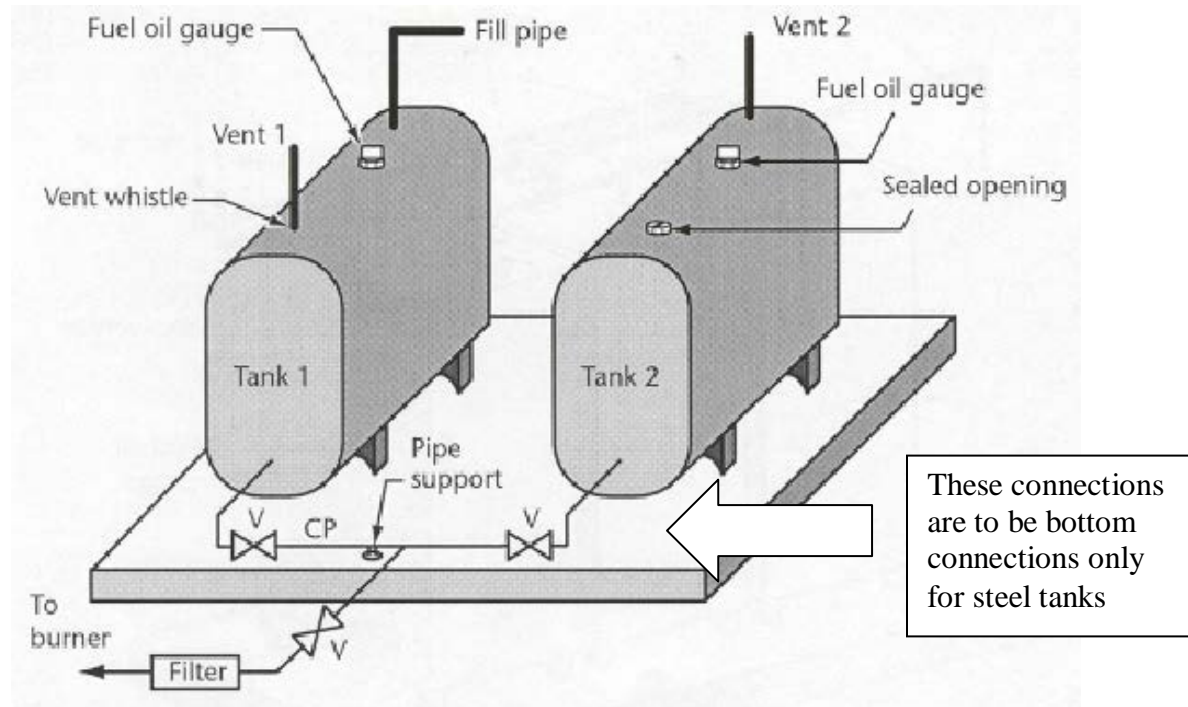 Fuel oil gauge
Fill pipe
Vent 2
Fuel oil gauge
Vent 1
Vent whistle
Sealed opening
Tank 1
Tank 2
Pipe
support
V
CP
V
These connections
are to be bottom
connections only
for steel tanks
To
burner
V
Filter